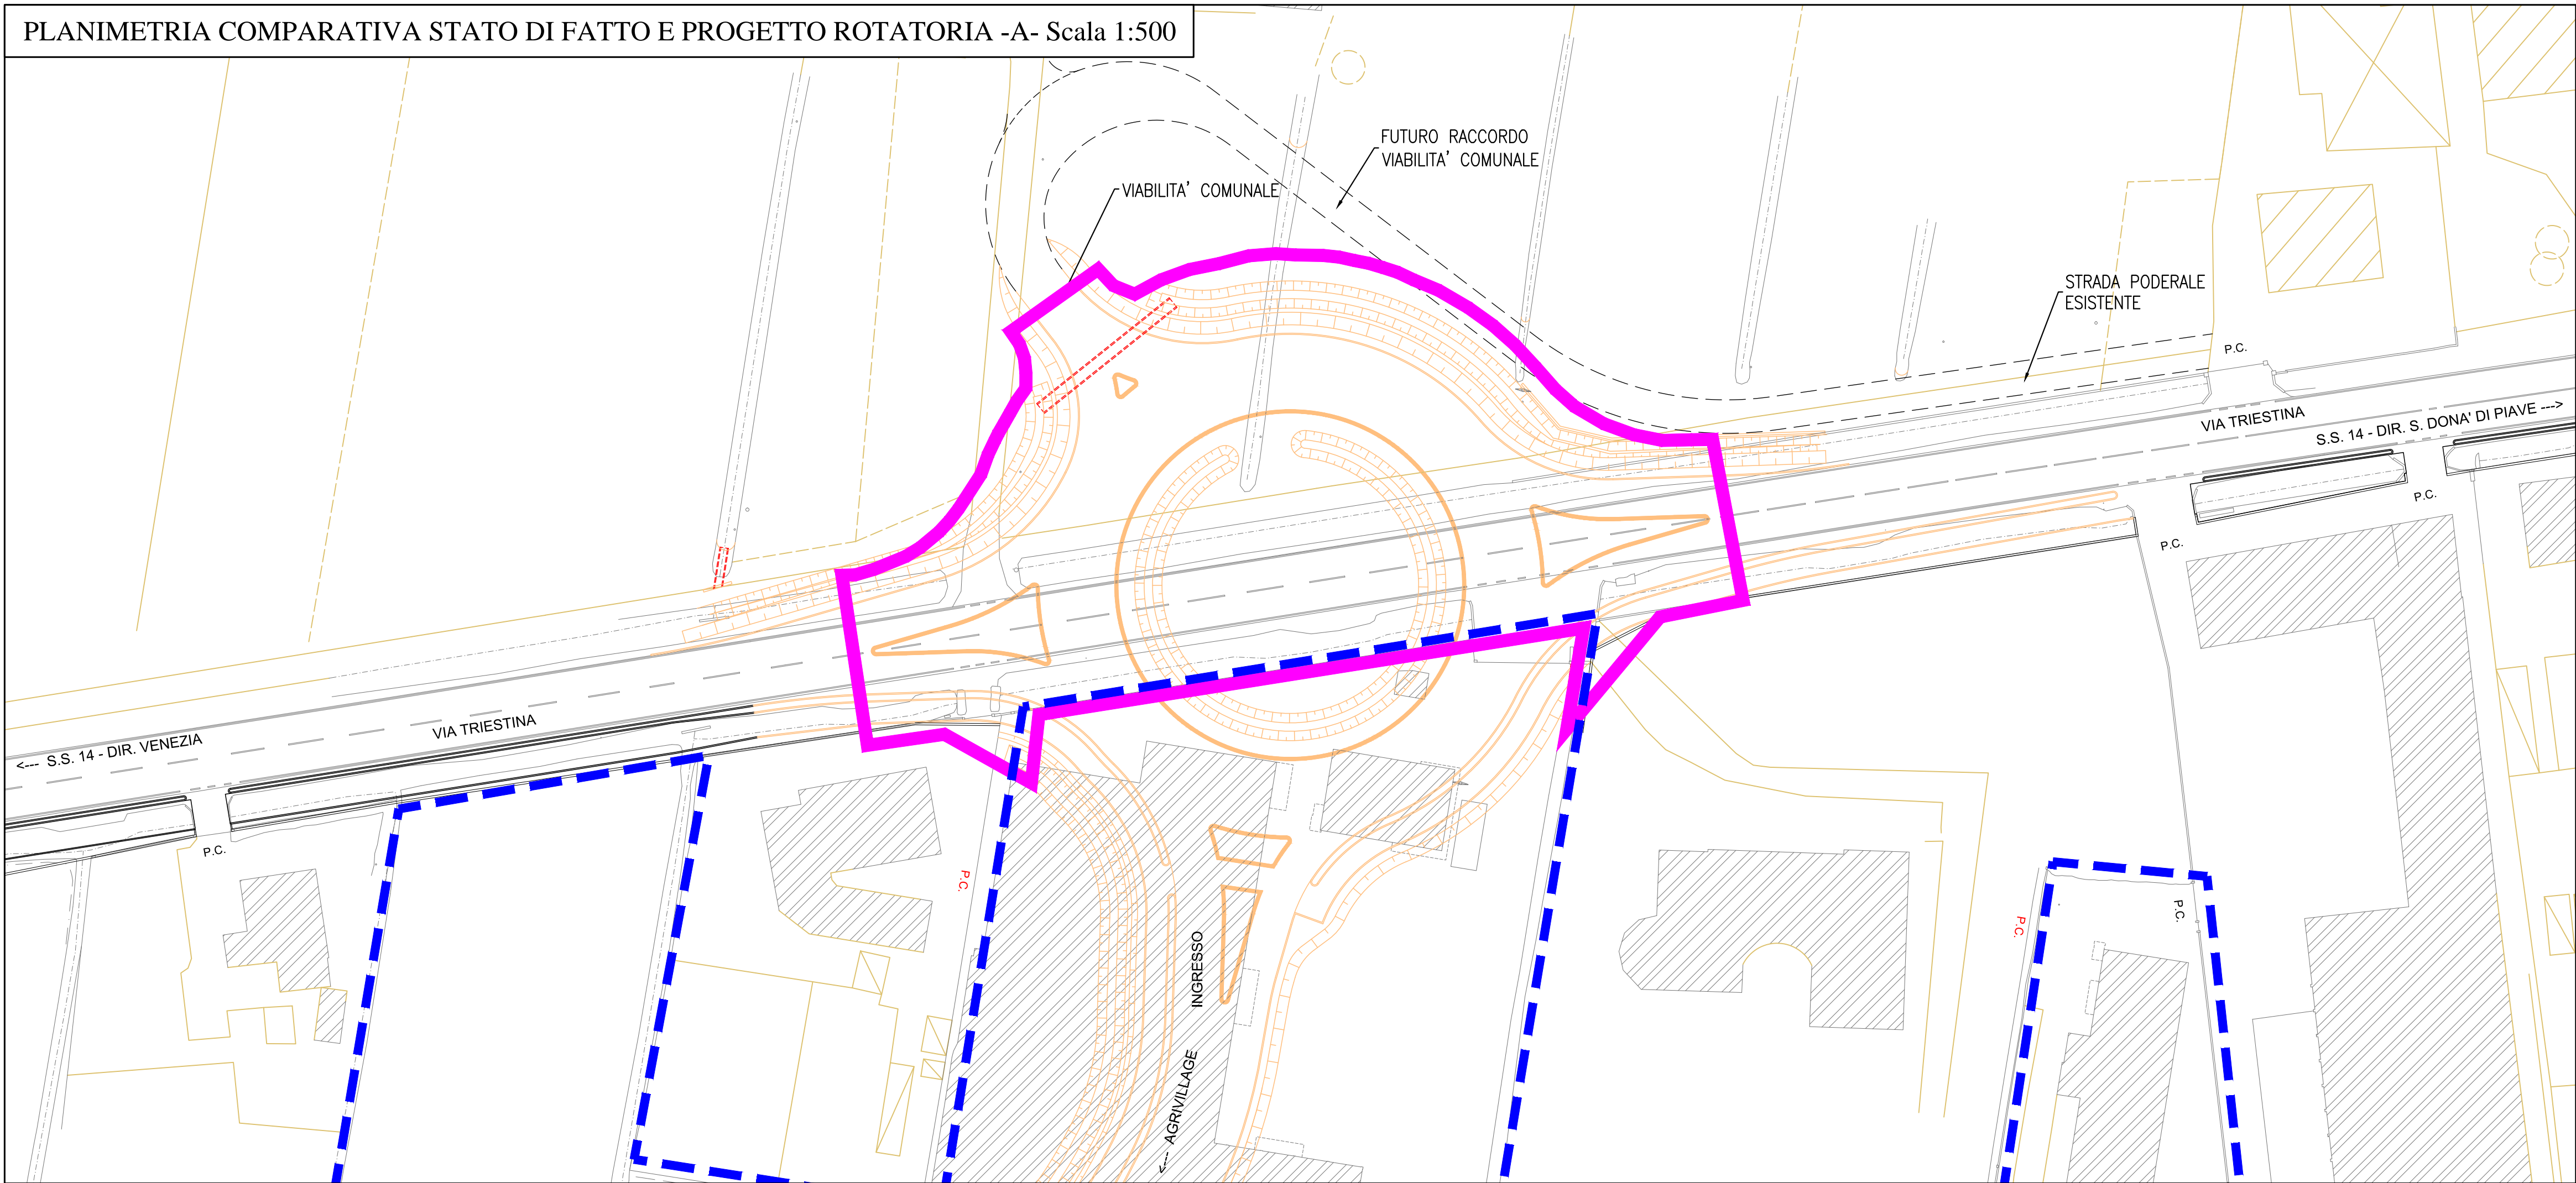 PLANIMETRIA COMPARATIVA STATO DI FATTO E PROGETTO ROTATORIA -A- Scala 1:500
FUTURO RACCORDO
VIABILITA' COMUNALE
VIABILITA' COMUNALE
STRADA PODERALE
ESISTENTE
P.C.
VIA TRIESTINA
S.S. 14 - DIR. S. DONA' DI PIAVE --->
P.C.
P.C.
VIA TRIESTINA
<--- S.S. 14 - DIR. VENEZIA
P.C.
P.C.
INGRESSO
<--- AGRIVILLAGE
P.C.
P.C.